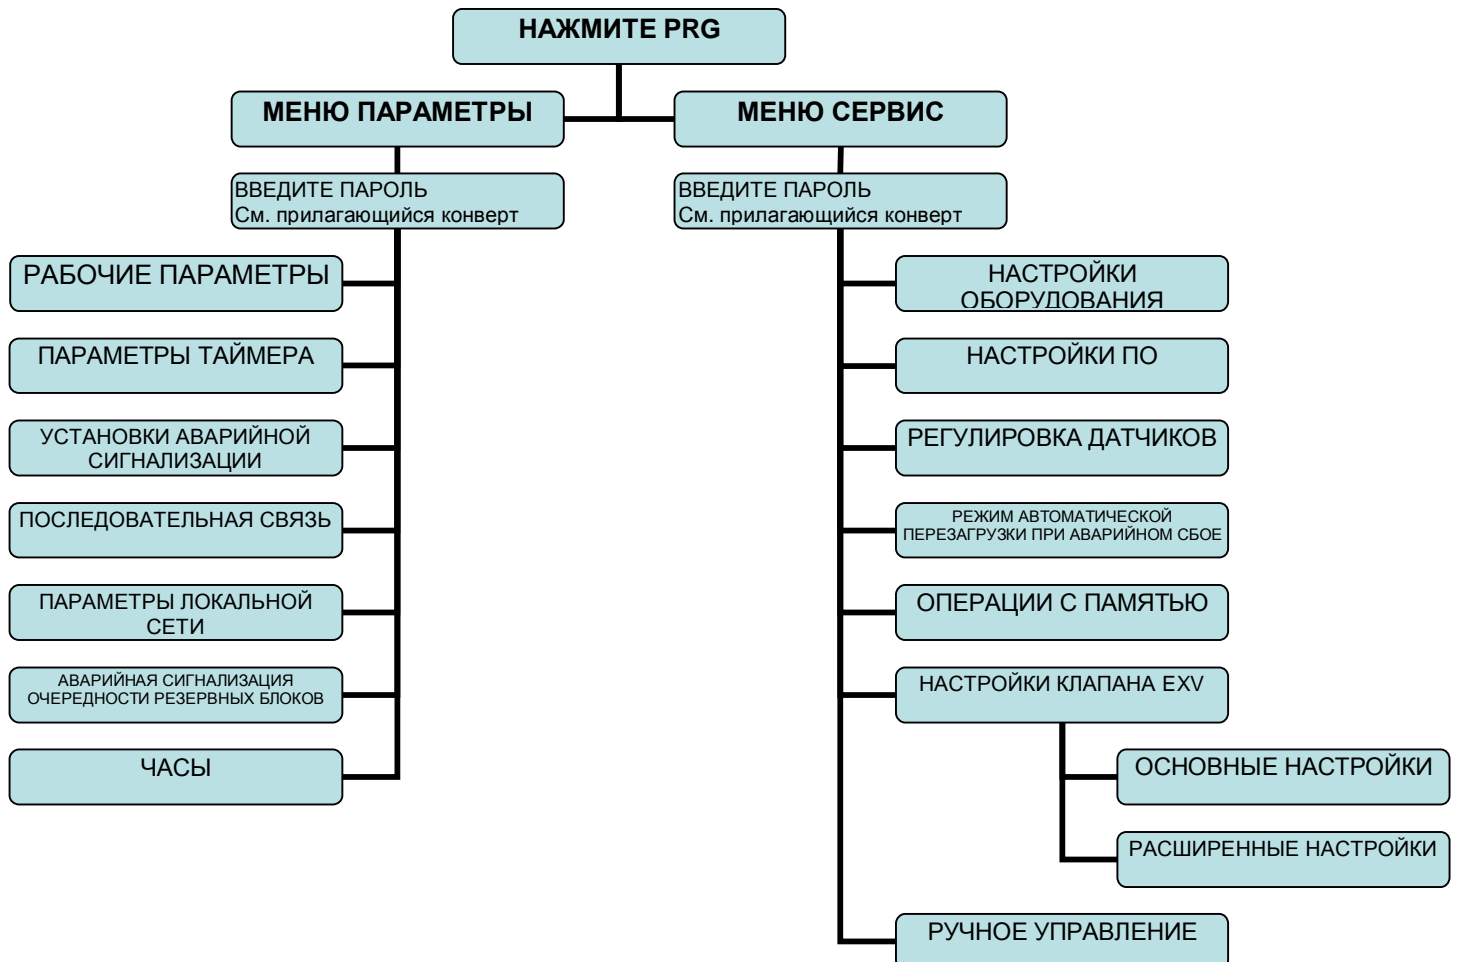 НАЖМИТЕ PRG
МЕНЮ ПАРАМЕТРЫ
МЕНЮ СЕРВИС
ВВЕДИТЕ ПАРОЛЬ
См. прилагающийся конверт
ВВЕДИТЕ ПАРОЛЬ
См. прилагающийся конверт
РАБОЧИЕ ПАРАМЕТРЫ
ПАРАМЕТРЫ ТАЙМЕРА
УСТАНОВКИ АВАРИЙНОЙ
СИГНАЛИЗАЦИИ
ПОСЛЕДОВАТЕЛЬНАЯ СВЯЗЬ
ПАРАМЕТРЫ ЛОКАЛЬНОЙ
СЕТИ
АВАРИЙНАЯ СИГНАЛИЗАЦИЯ
ОЧЕРЕДНОСТИ РЕЗЕРВНЫХ БЛОКОВ
ЧАСЫ
НАСТРОЙКИ
ОБОРУДОВАНИЯ
НАСТРОЙКИ ПО
РЕГУЛИРОВКА ДАТЧИКОВ
РЕЖИМ АВТОМАТИЧЕСКОЙ
ПЕРЕЗАГРУЗКИ ПРИ АВАРИЙНОМ СБОЕ
ОПЕРАЦИИ С ПАМЯТЬЮ
НАСТРОЙКИ КЛАПАНА EXV
ОСНОВНЫЕ НАСТРОЙКИ
РАСШИРЕННЫЕ НАСТРОЙКИ
РУЧНОЕ УПРАВЛЕНИЕ